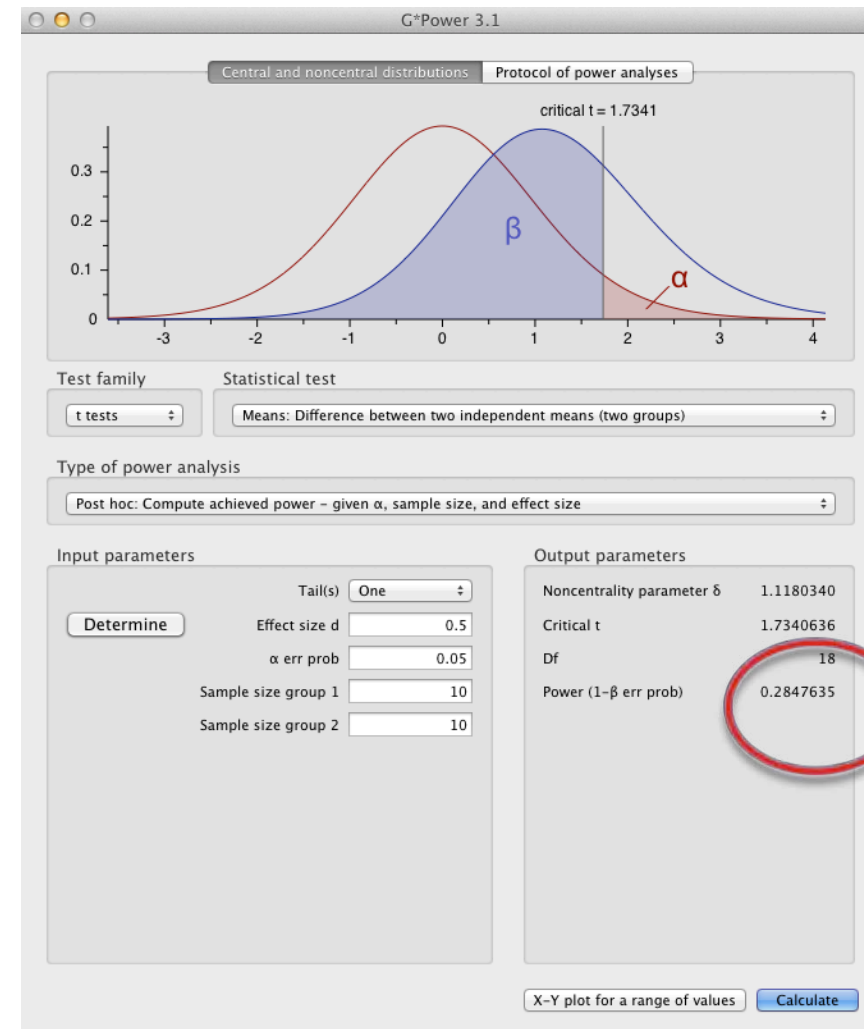 G*Power 3.1
Central and noncentral distributions Protocol of power analyses
critical t = 1.7341
0.3
0.2
0.1
0
β
α
-3 -2 -1 0 1 2 3 4
Test family Statistical test
t tests Means: Difference between two independent means (two groups)
Type of power analysis
Post hoc: Compute achieved power – given α, sample size, and effect size
Input parameters Output parameters
Tail(s) One Noncentrality parameter δ 1.1180340
Determine Effect size d 0.5 Critical t 1.7340636
α err prob 0.05 Df 18
Sample size group 1 10 Power (1–β err prob) 0.2847635
Sample size group 2 10
X–Y plot for a range of values Calculate